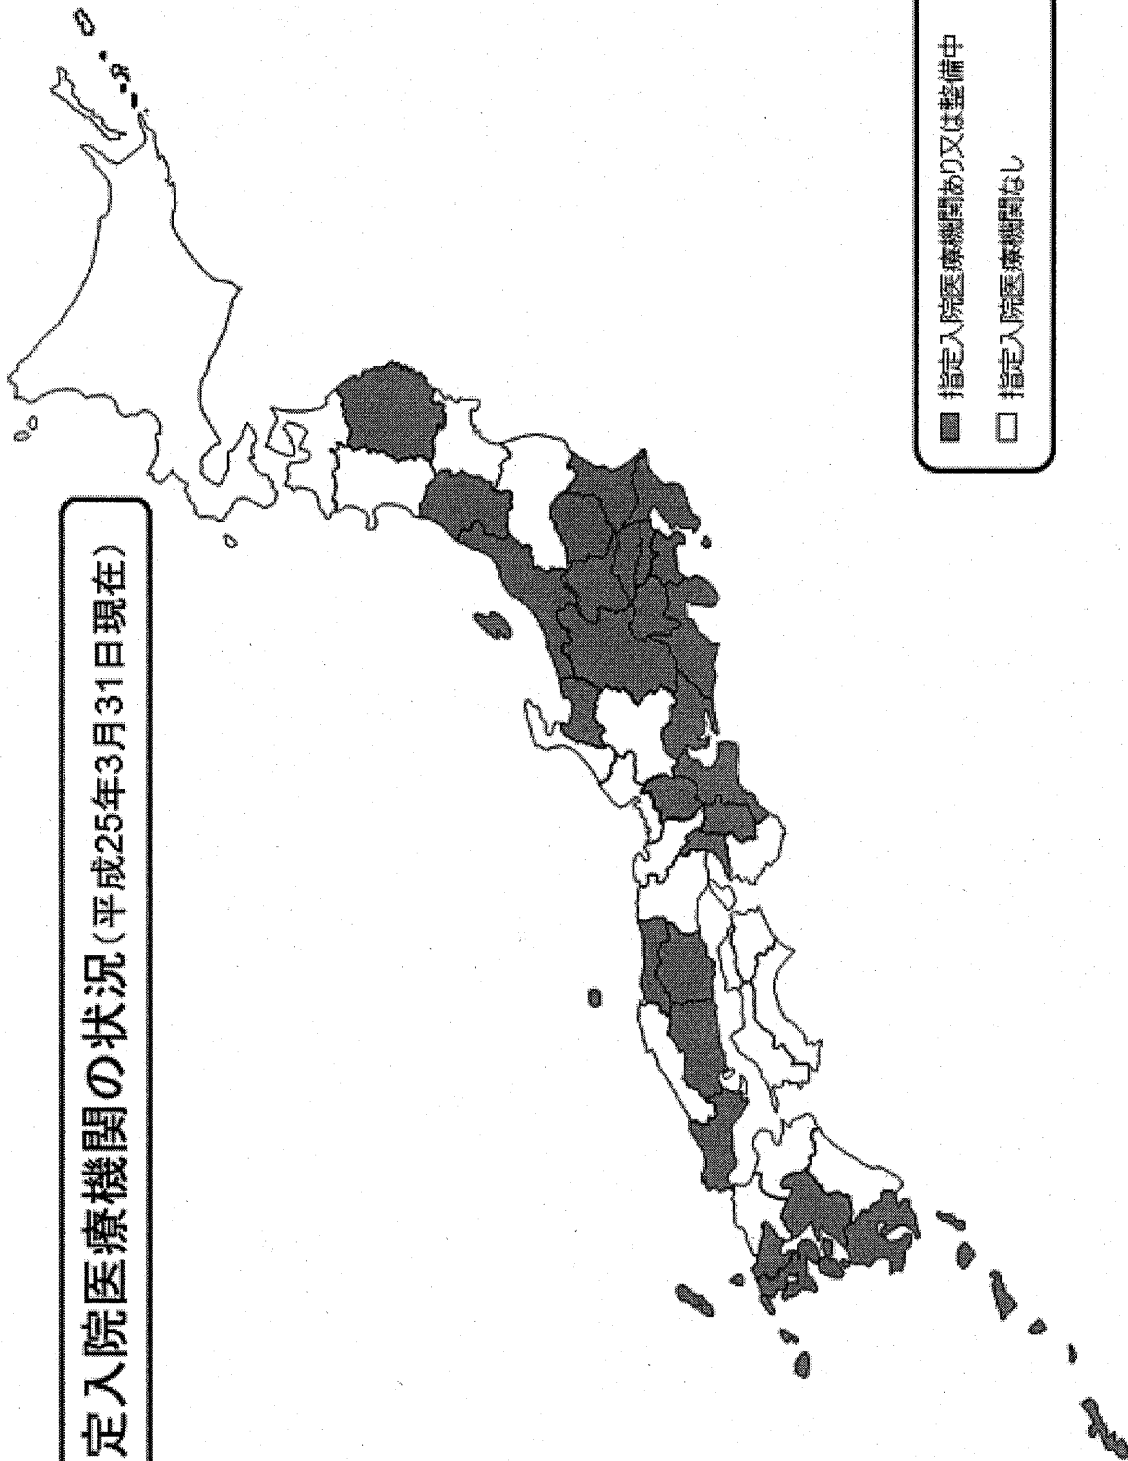 定入院医療機関の状況(平成25年3月31日現在)
指定入院医療機関あり又は整備中
指定入院医療機関なし